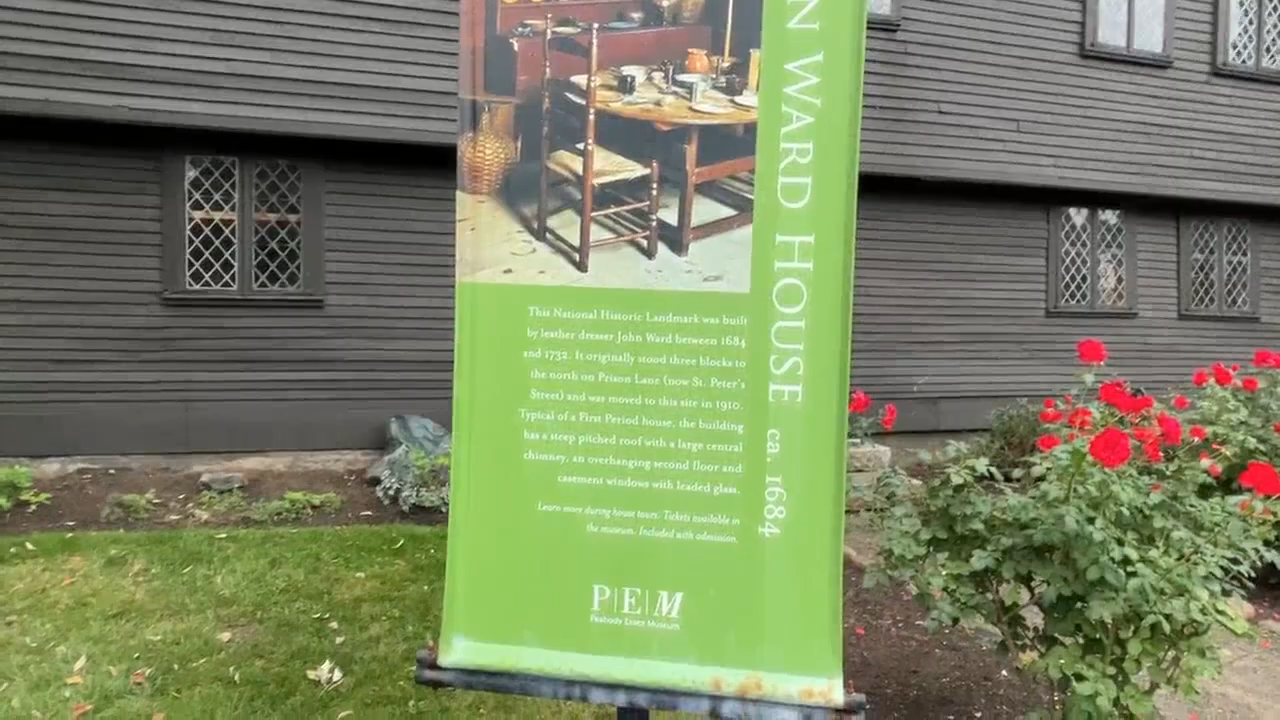 N WARD HOUSE ca. 1684
This National Historic Landmark was built
by leather dresser John Ward between 1684
and 1732. It originally stood three blocks to
the north on Prison Lane (now St. Peter's
Street) and was moved to this site in 1910.
Typical of a First Period house, the building
has a steep pitched roof with a large central
chimney, an overhanging second floor and
casement windows with leaded glass.
Learn more during house tours. Tickets available in
the museum. Included with admission.
P|E|M
Peabody Essex Museum